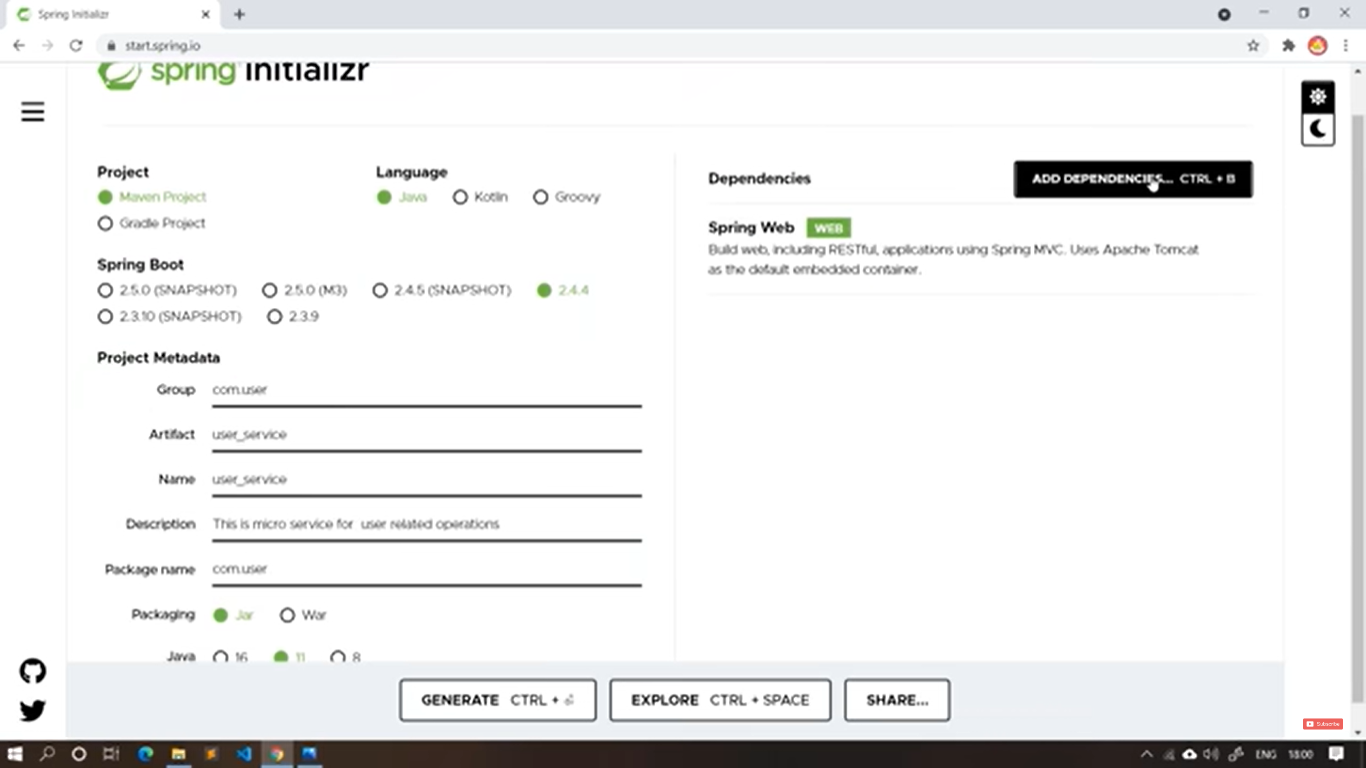 Spring Initializr
start.spring.io
spring initializr
Project
Language
Maven Project
Java
Kotlin
Groovy
Gradle Project
Spring Boot
2.5.0 (SNAPSHOT)
2.5.0 (M3)
2.4.5 (SNAPSHOT)
2.4.4
2.3.10 (SNAPSHOT)
2.3.9
Project Metadata
Group com.user
Artifact user_service
Name user_service
Description This is micro service for user related operations
Package name com.user
Packaging Jar War
Java 16 11 8
Dependencies
ADD DEPENDENCIES... CTRL + B
Spring Web WEB
Build web, including RESTful, applications using Spring MVC. Uses Apache Tomcat
as the default embedded container.
GENERATE CTRL + ⏎
EXPLORE CTRL + SPACE
SHARE...
Subscribe
ENG 18:00